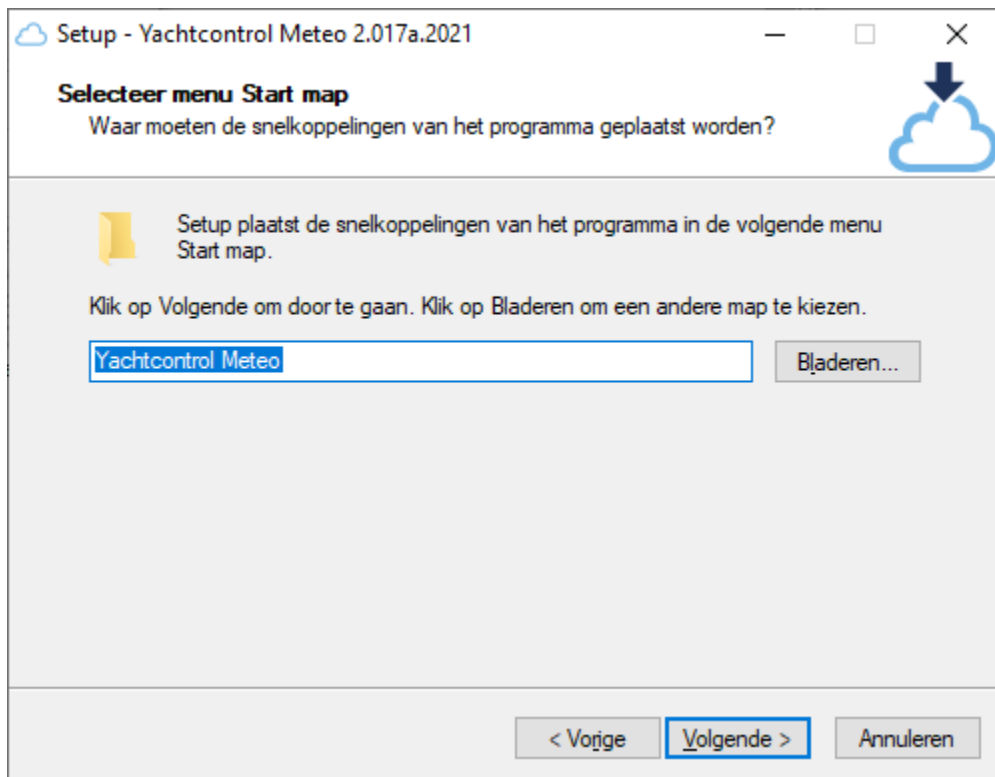 Setup - Yachtcontrol Meteo 2.017a.2021
Selecteer menu Start map
Waar moeten de snelkoppelingen van het programma geplaatst worden?
Setup plaatst de snelkoppelingen van het programma in de volgende menu
Start map.
Klik op Volgende om door te gaan. Klik op Bladeren om een andere map te kiezen.
Yachtcontrol Meteo
Bladeren...
< Vorige
Volgende >
Annuleren